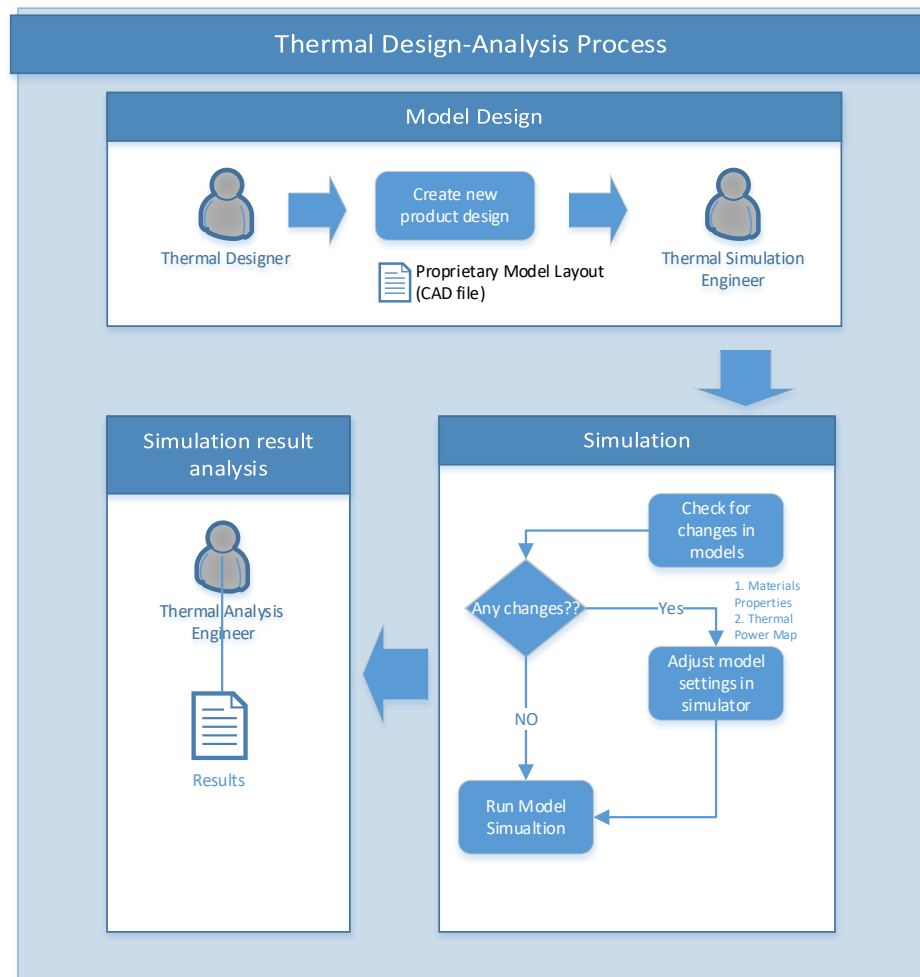 Thermal Design-Analysis Process
Model Design
Create new
product design
Thermal Designer
Thermal Simulation
Engineer
Proprietary Model Layout
(CAD file)
Simulation result
analysis
Thermal Analysis
Engineer
Results
Simulation
Check for
changes in
models
Any changes??
Yes
1. Materials
Properties
2. Thermal
Power Map
Adjust model
settings in
simulator
NO
Run Model
Simualtion